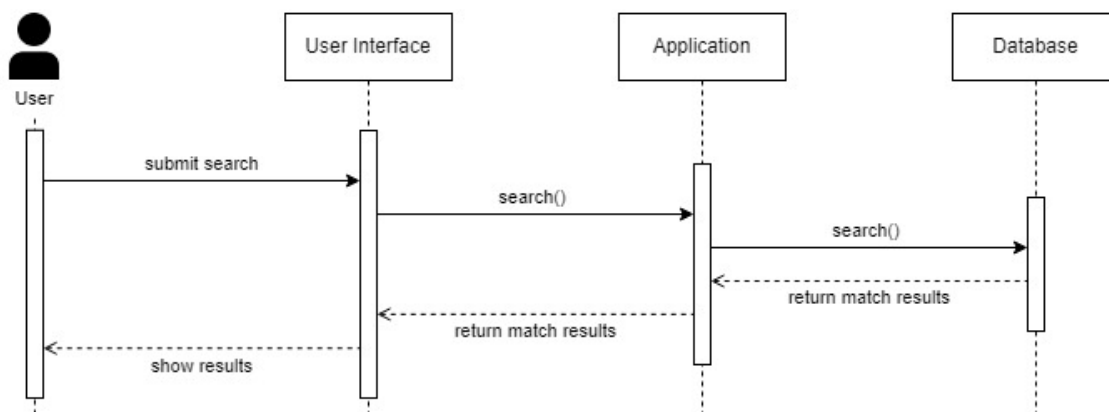 User Interface
Application
Database
User
submit search
search()
search()
return match results
return match results
show results